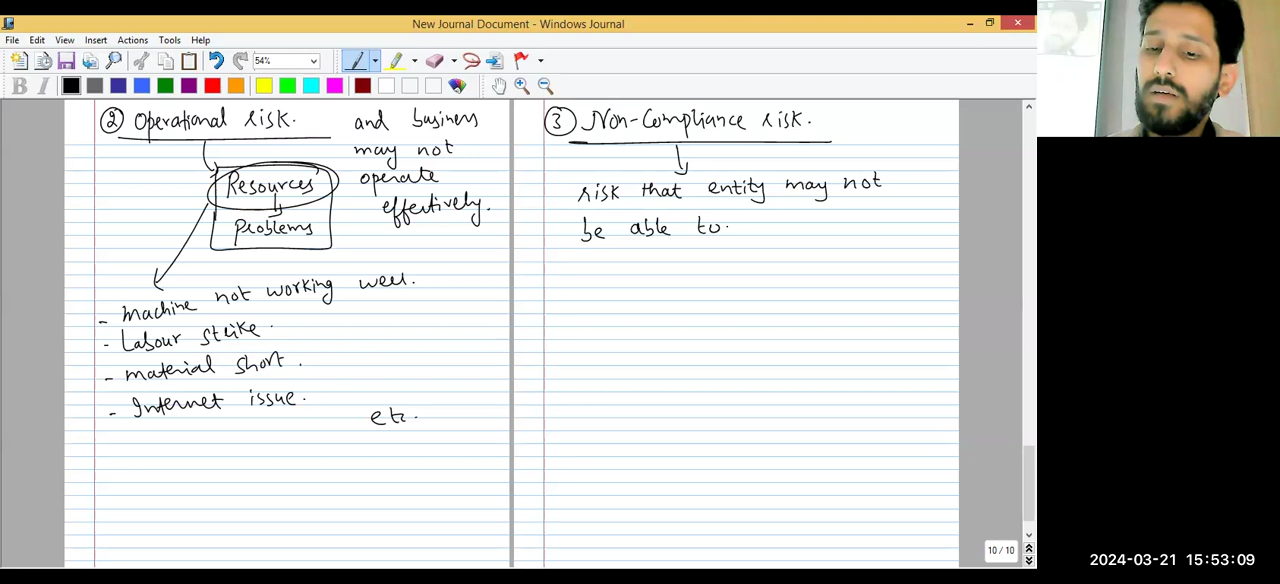 New Journal Document - Windows Journal
File Edit View Insert Actions Tools Help
54%
B I
② Operational risk.
and business
may not
operate
effectively.
Resources
Problems
- Machine not working well.
- Labour strike.
- material short.
- Internet issue.
etc.
③ Non-Compliance risk.
risk that entity may not
be able to.
10 / 10
2024-03-21 15:53:09